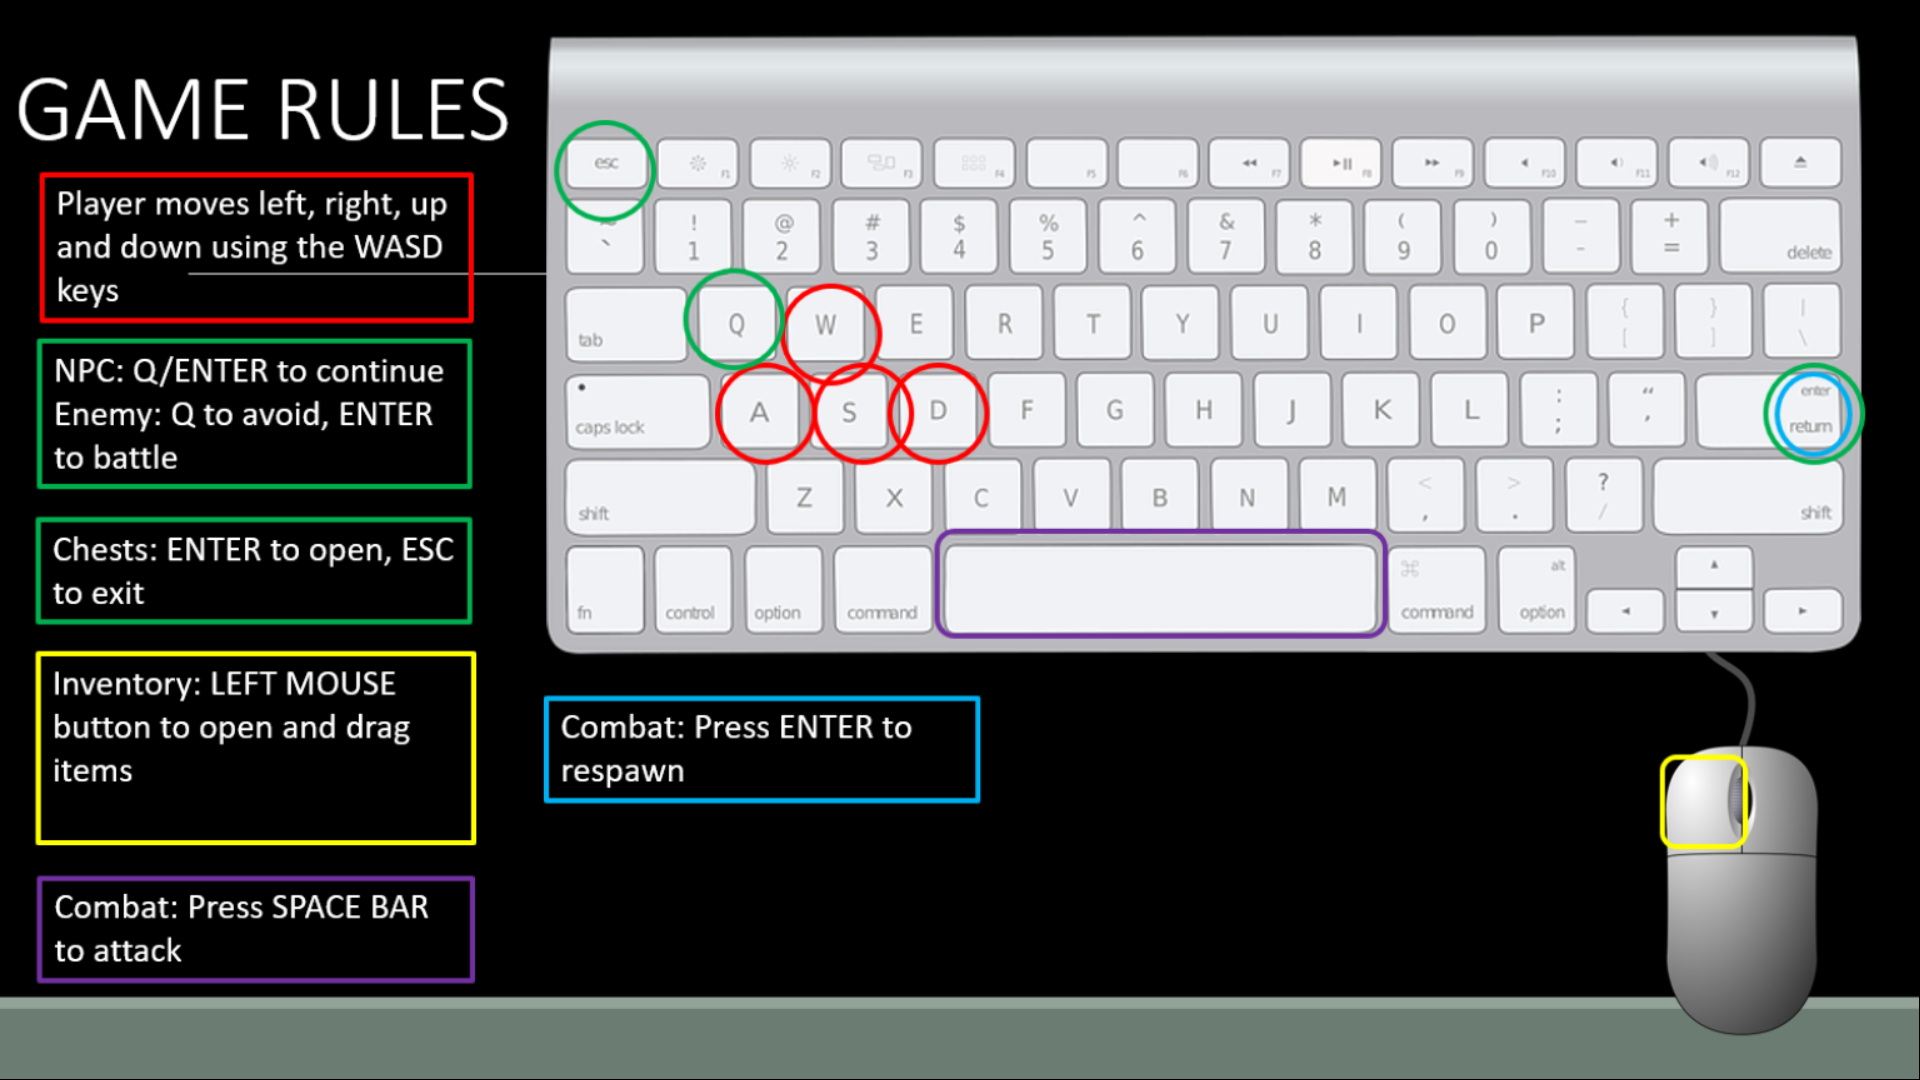 GAME RULES
Player moves left, right, up
and down using the WASD
keys
NPC: Q/ENTER to continue
Enemy: Q to avoid, ENTER
to battle
Chests: ENTER to open, ESC
to exit
Inventory: LEFT MOUSE
button to open and drag
items
Combat: Press SPACE BAR
to attack
Combat: Press ENTER to
respawn
esc F1 F2 F3 F4 F5 F6 F7 F8 F9 F10 F11 F12
~ ! @ # $ % ^ & * ( ) – +
` 1 2 3 4 5 6 7 8 9 0 - = delete
tab Q W E R T Y U I O P { [ } ] | \
caps lock A S D F G H J K L : ; “ ‘ enter return
shift Z X C V B N M < , > . ? / shift
fn control option command ⌘ command alt option